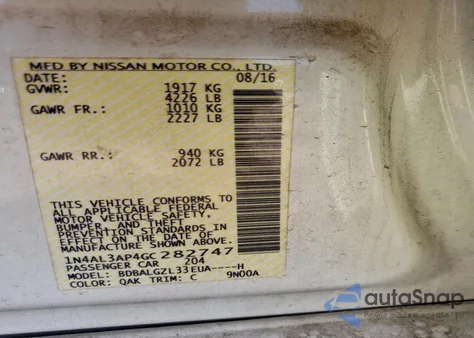 MFD BY NISSAN MOTOR CO., LTD.
DATE: 08/16
GVWR: 1917 KG
4226 LB
GAWR FR.: 1010 KG
2227 LB
GAWR RR.: 940 KG
2072 LB
THIS VEHICLE CONFORMS TO
ALL APPLICABLE FEDERAL
MOTOR VEHICLE SAFETY,
BUMPER, AND THEFT
PREVENTION STANDARDS
IN EFFECT ON THE DATE OF
MANUFACTURE SHOWN ABOVE.
1N4AL3AP4GC282747
PASSENGER CAR 204
MODEL: BDBALGZL33EUA----H
COLOR: QAK TRIM: C 9N00A
autoSnap